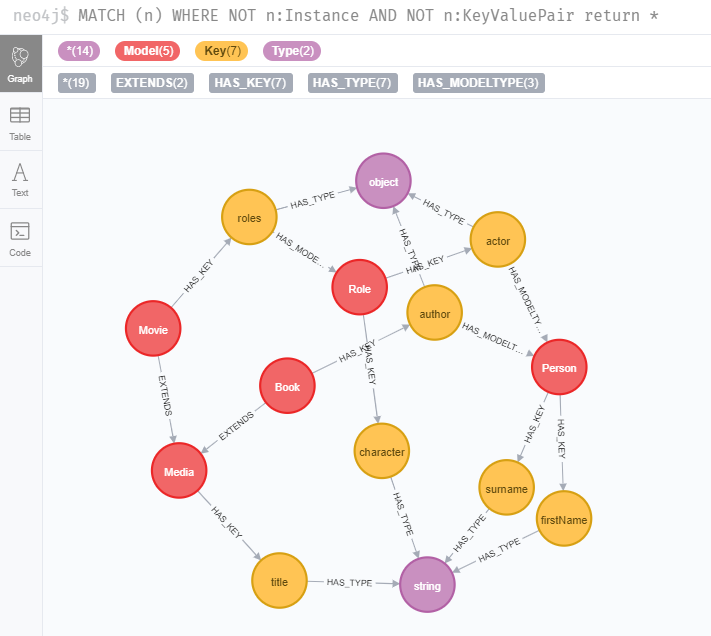 neo4j$ MATCH (n) WHERE NOT n:Instance AND NOT n:KeyValuePair return *
*(14) Model(5) Key(7) Type(2)
*(19) EXTENDS(2) HAS_KEY(7) HAS_TYPE(7) HAS_MODELTYPE(3)
Graph
Table
Text
Code
object
HAS_TYPE
HAS_TYPE
roles
actor
HAS_MODE...
HAS_TYPE
HAS_KEY
HAS_KEY
Role
HAS_MODELTY...
author
Movie
HAS_MODELT...
HAS_KEY
HAS_KEY
Person
Book
EXTENDS
EXTENDS
HAS_KEY
HAS_KEY
character
Media
surname
HAS_TYPE
firstName
HAS_KEY
HAS_TYPE
HAS_TYPE
title
HAS_TYPE
string